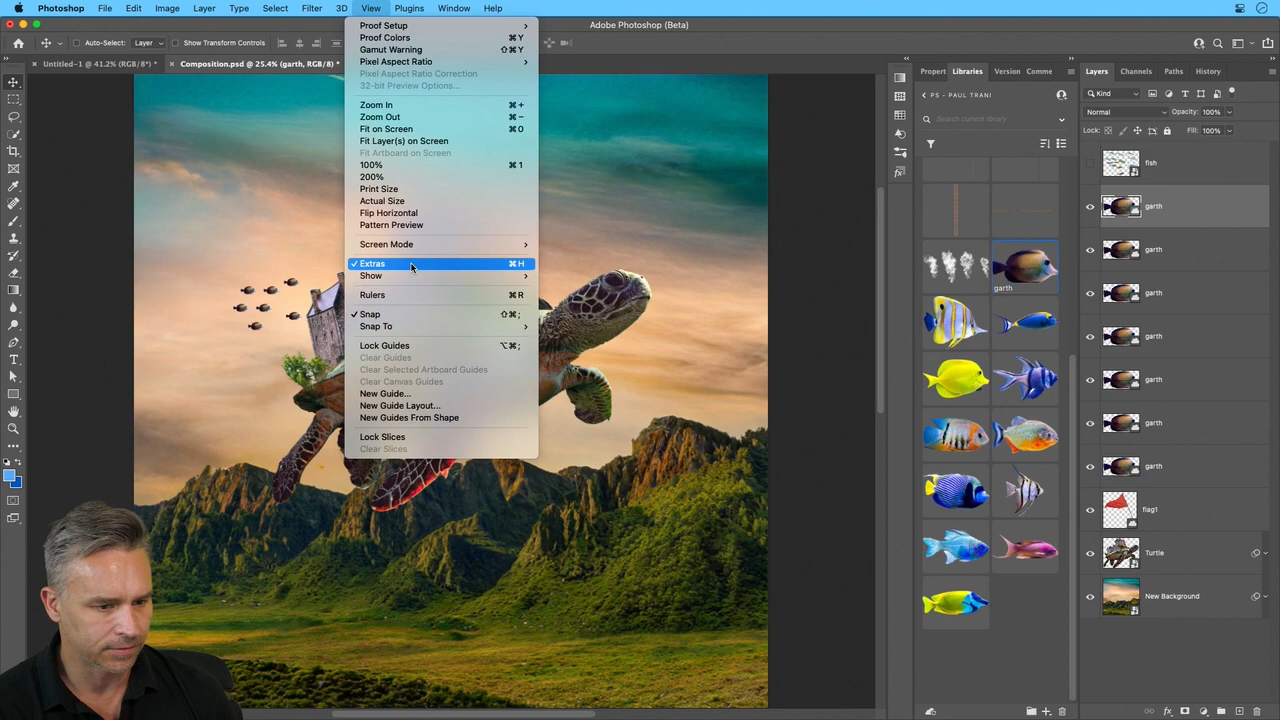 Photoshop File Edit Image Layer Type Select Filter 3D View Plugins Window Help
Adobe Photoshop (Beta)
Auto-Select: Layer Show Transform Controls
Untitled-1 @ 41.2% (RGB/8*) *
Composition.psd @ 25.4% (garth, RGB/8) *
Proof Setup
Proof Colors ⌘Y
Gamut Warning ⇧⌘Y
Pixel Aspect Ratio
Pixel Aspect Ratio Correction
32-bit Preview Options...
Zoom In ⌘+
Zoom Out ⌘-
Fit on Screen ⌘0
Fit Layer(s) on Screen
Fit Artboard on Screen
100% ⌘1
200%
Print Size
Actual Size
Flip Horizontal
Pattern Preview
Screen Mode
Extras ⌘H
Show
Rulers ⌘R
Snap ⇧⌘;
Snap To
Lock Guides ⌥⌘;
Clear Guides
Clear Selected Artboard Guides
Clear Canvas Guides
New Guide...
New Guide Layout...
New Guides From Shape
Lock Slices
Clear Slices
Propert Libraries Version Comme
PS - PAUL TRANI
Search current library
garth
Layers Channels Paths History
Kind
Normal Opacity: 100%
Lock: Fill: 100%
fish
garth
garth
garth
garth
garth
garth
garth
flag1
Turtle
New Background